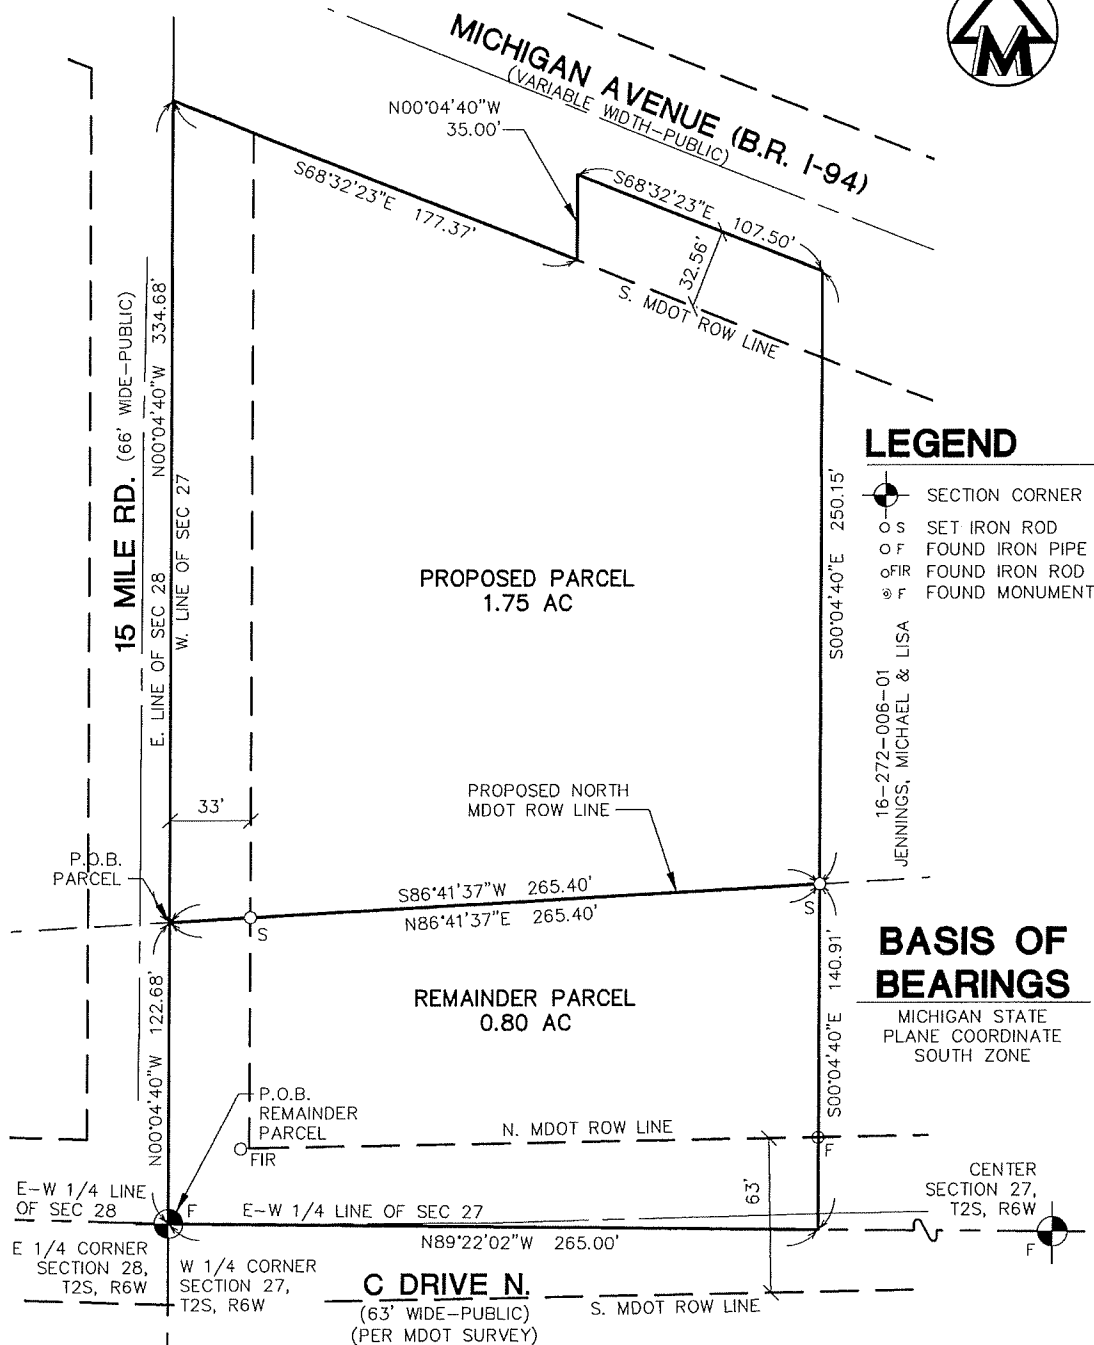 M
MICHIGAN AVENUE (B.R. I-94)
(VARIABLE WIDTH-PUBLIC)
N00°04'40"W
35.00'
S68°32'23"E 177.37'
S68°32'23"E 107.50'
32.56'
S. MDOT ROW LINE
15 MILE RD. (66' WIDE-PUBLIC)
N00°04'40"W 334.68'
E. LINE OF SEC 28
W. LINE OF SEC 27
PROPOSED PARCEL
1.75 AC
S00°04'40"E 250.15'
LEGEND
SECTION CORNER
S SET IRON ROD
F FOUND IRON PIPE
FIR FOUND IRON ROD
F FOUND MONUMENT
16-272-006-01
JENNINGS, MICHAEL & LISA
33'
PROPOSED NORTH
MDOT ROW LINE
P.O.B.
PARCEL
S86°41'37"W 265.40'
N86°41'37"E 265.40'
S
S
N00°04'40"W 122.68'
REMAINDER PARCEL
0.80 AC
S00°04'40"E 140.91'
BASIS OF
BEARINGS
MICHIGAN STATE
PLANE COORDINATE
SOUTH ZONE
P.O.B.
REMAINDER
PARCEL
FIR
N. MDOT ROW LINE
F
63'
E-W 1/4 LINE
OF SEC 28
F
E-W 1/4 LINE OF SEC 27
N89°22'02"W 265.00'
CENTER
SECTION 27,
T2S, R6W
F
E 1/4 CORNER
SECTION 28,
T2S, R6W
W 1/4 CORNER
SECTION 27,
T2S, R6W
C DRIVE N.
(63' WIDE-PUBLIC)
(PER MDOT SURVEY)
S. MDOT ROW LINE